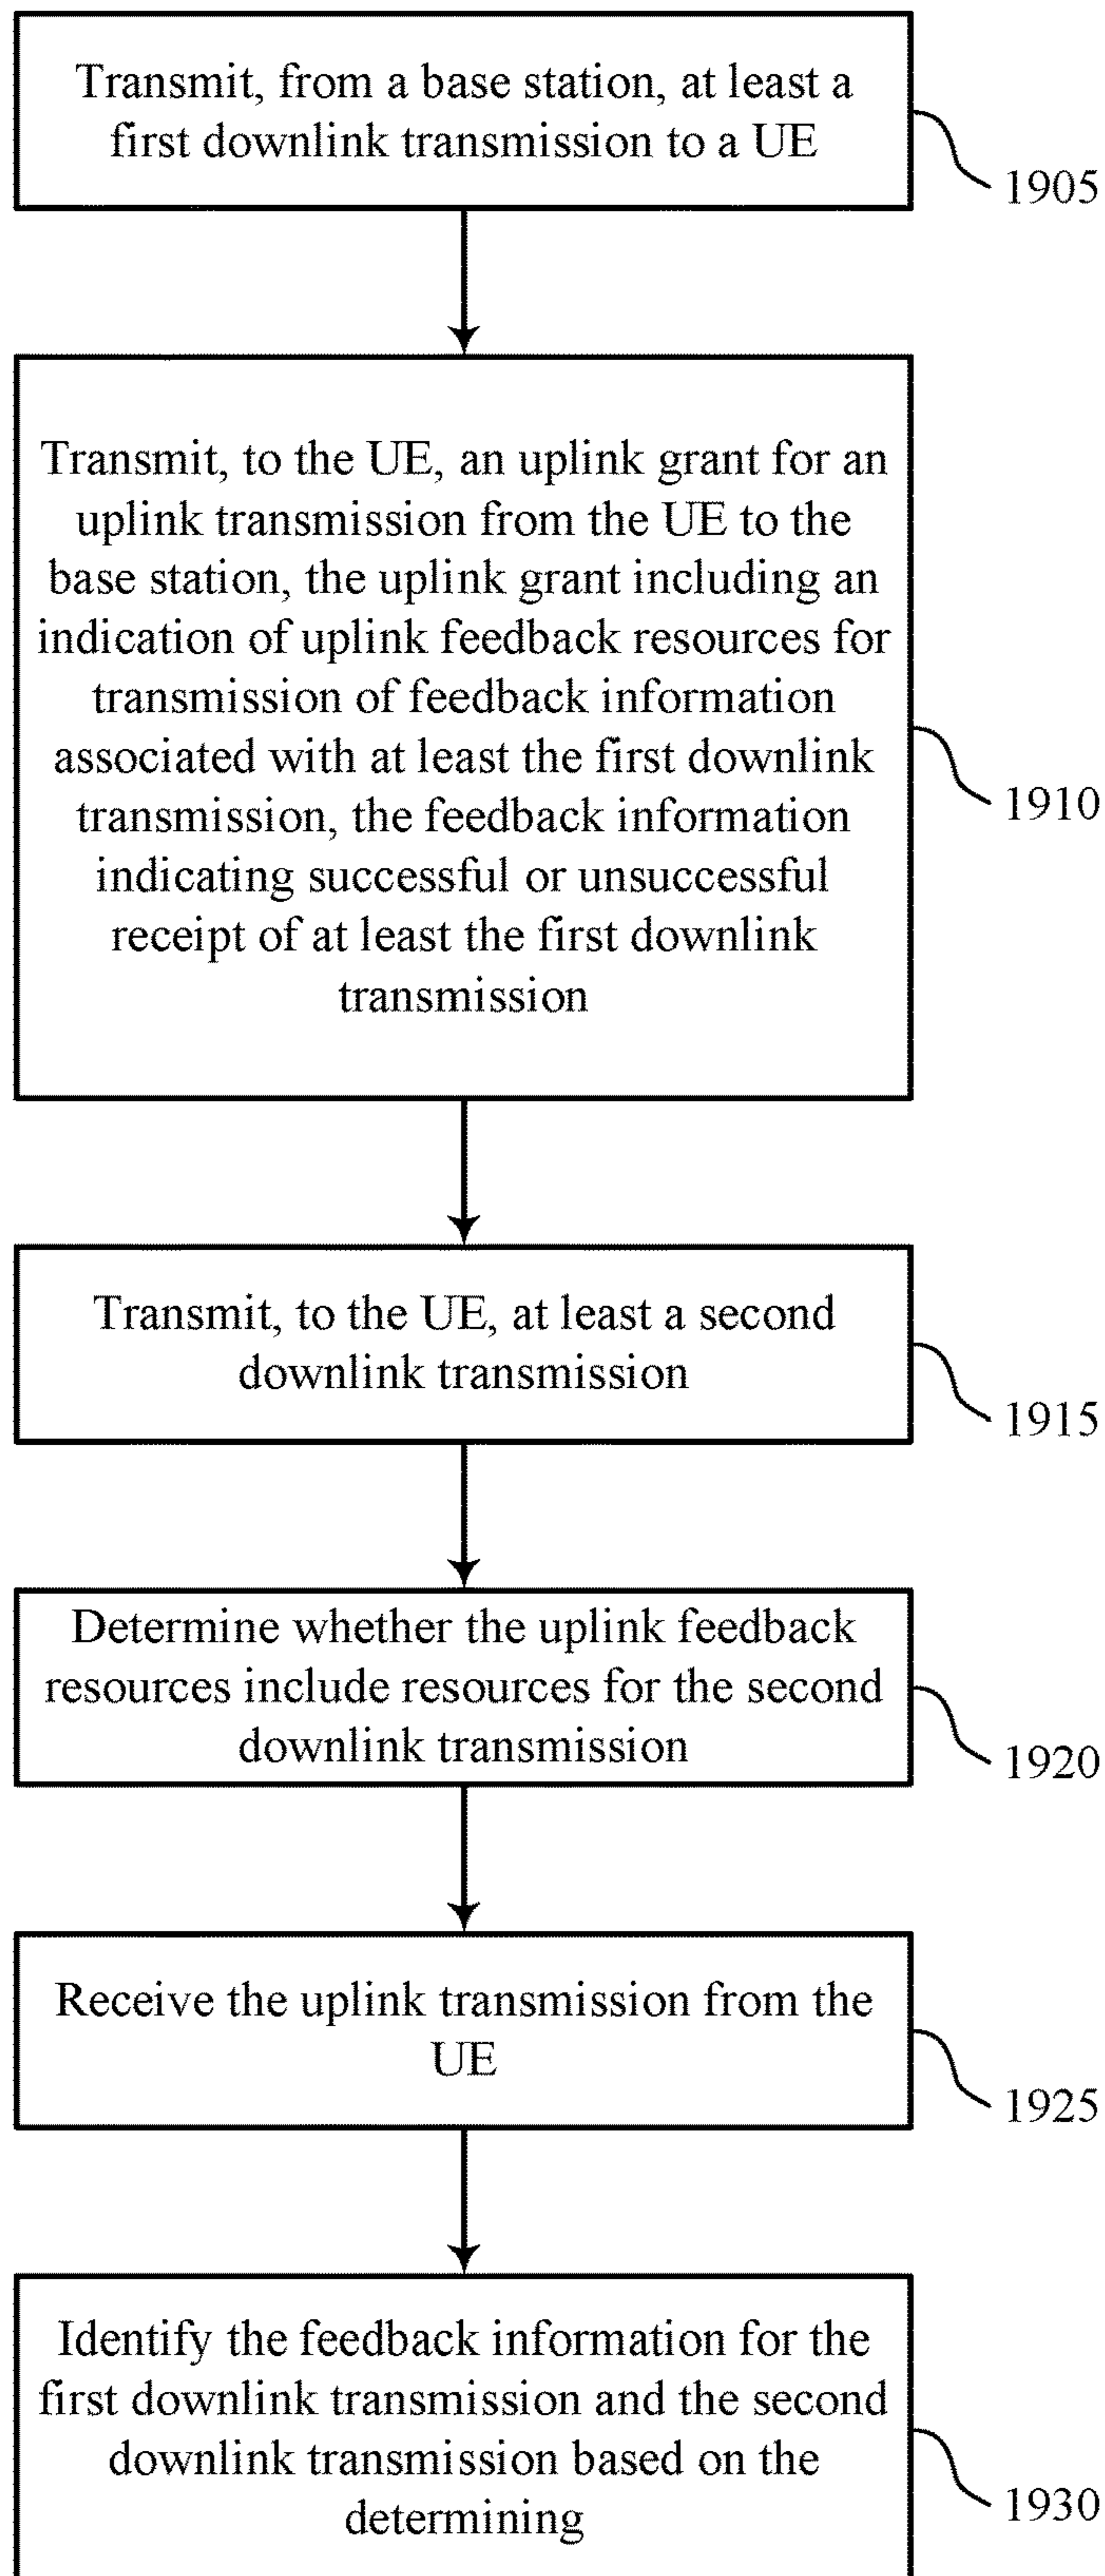 Transmit, from a base station, at least a
first downlink transmission to a UE
1905
Transmit, to the UE, an uplink grant for an
uplink transmission from the UE to the
base station, the uplink grant including an
indication of uplink feedback resources for
transmission of feedback information
associated with at least the first downlink
transmission, the feedback information
indicating successful or unsuccessful
receipt of at least the first downlink
transmission
1910
Transmit, to the UE, at least a second
downlink transmission
1915
Determine whether the uplink feedback
resources include resources for the second
downlink transmission
1920
Receive the uplink transmission from the
UE
1925
Identify the feedback information for the
first downlink transmission and the second
downlink transmission based on the
determining
1930